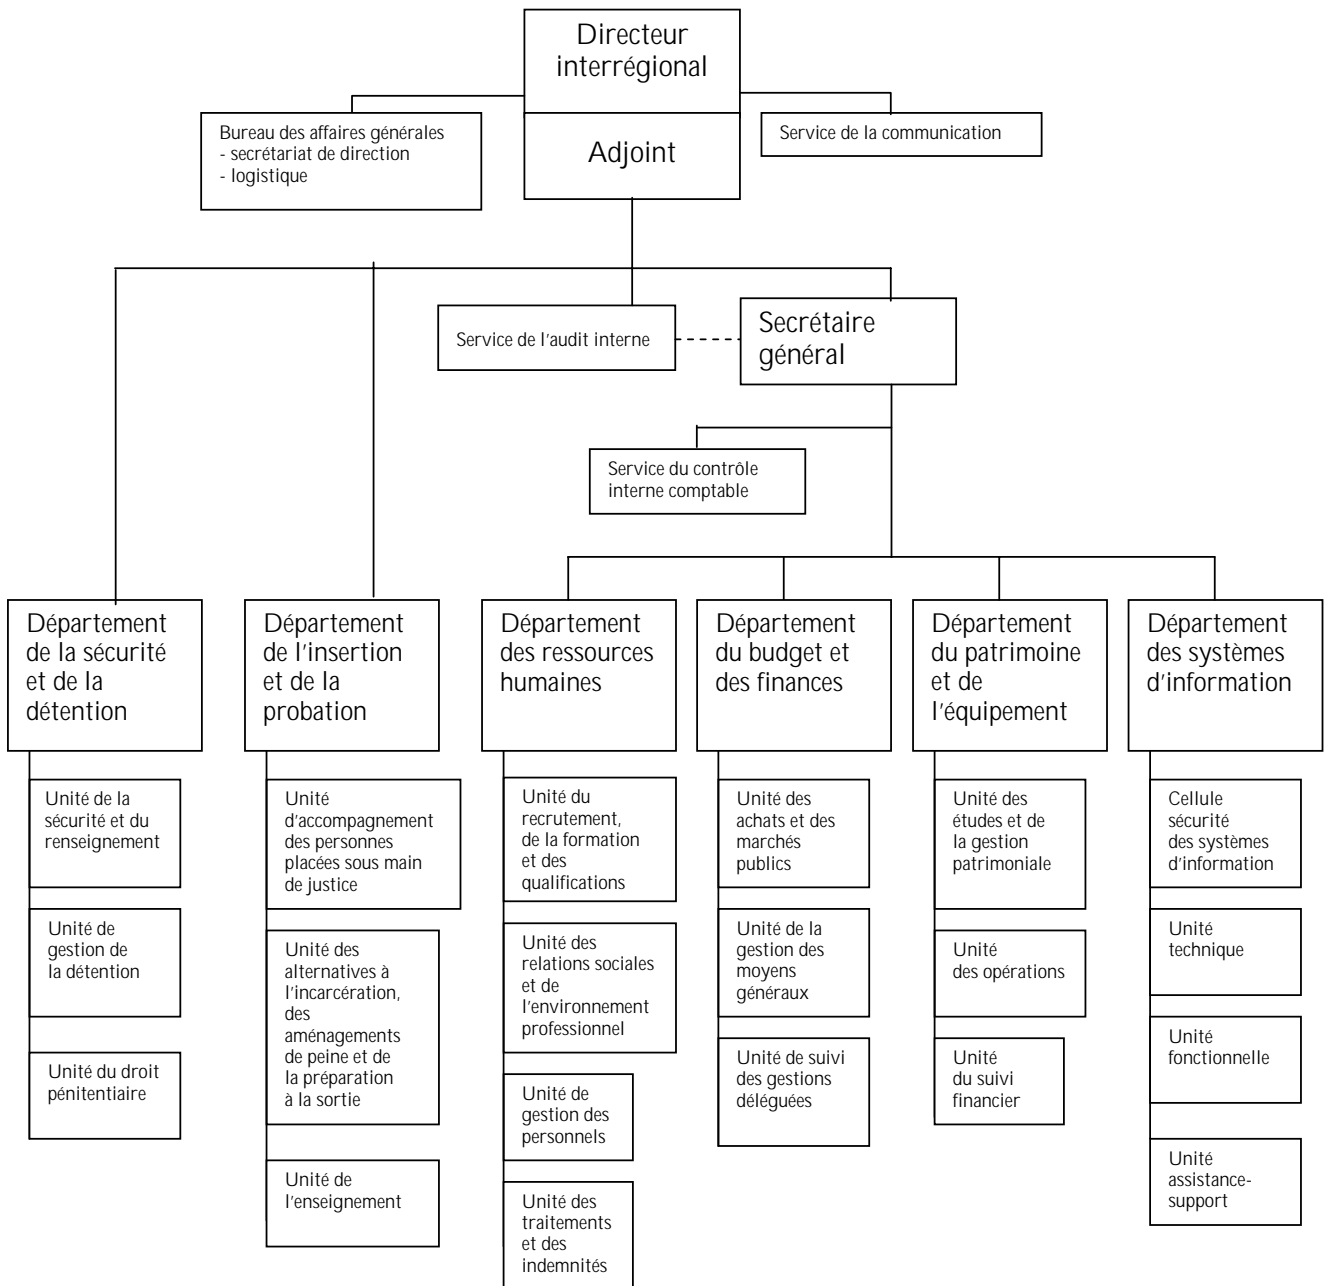 Directeur
interrégional
Adjoint
Bureau des affaires générales
- secrétariat de direction
- logistique
Service de la communication
Service de l'audit interne
Secrétaire
général
Service du contrôle
interne comptable
Département
de la sécurité
et de la
détention
Unité de la
sécurité et du
renseignement
Unité de
gestion de
la détention
Unité du droit
pénitentiaire
Département
de l'insertion
et de la
probation
Unité
d'accompagnement
des personnes
placées sous main
de justice
Unité des
alternatives à
l'incarcération,
des
aménagements
de peine et de
la préparation
à la sortie
Unité de
l'enseignement
Département
des ressources
humaines
Unité du
recrutement,
de la formation
et des
qualifications
Unité des
relations sociales
et de
l'environnement
professionnel
Unité de
gestion des
personnels
Unité des
traitements
et des
indemnités
Département
du budget et
des finances
Unité des
achats et des
marchés
publics
Unité de la
gestion des
moyens
généraux
Unité de suivi
des gestions
déléguées
Département
du patrimoine
et de
l'équipement
Unité des
études et de
la gestion
patrimoniale
Unité
des opérations
Unité
du suivi
financier
Département
des systèmes
d'information
Cellule
sécurité
des systèmes
d'information
Unité
technique
Unité
fonctionnelle
Unité
assistance-
support